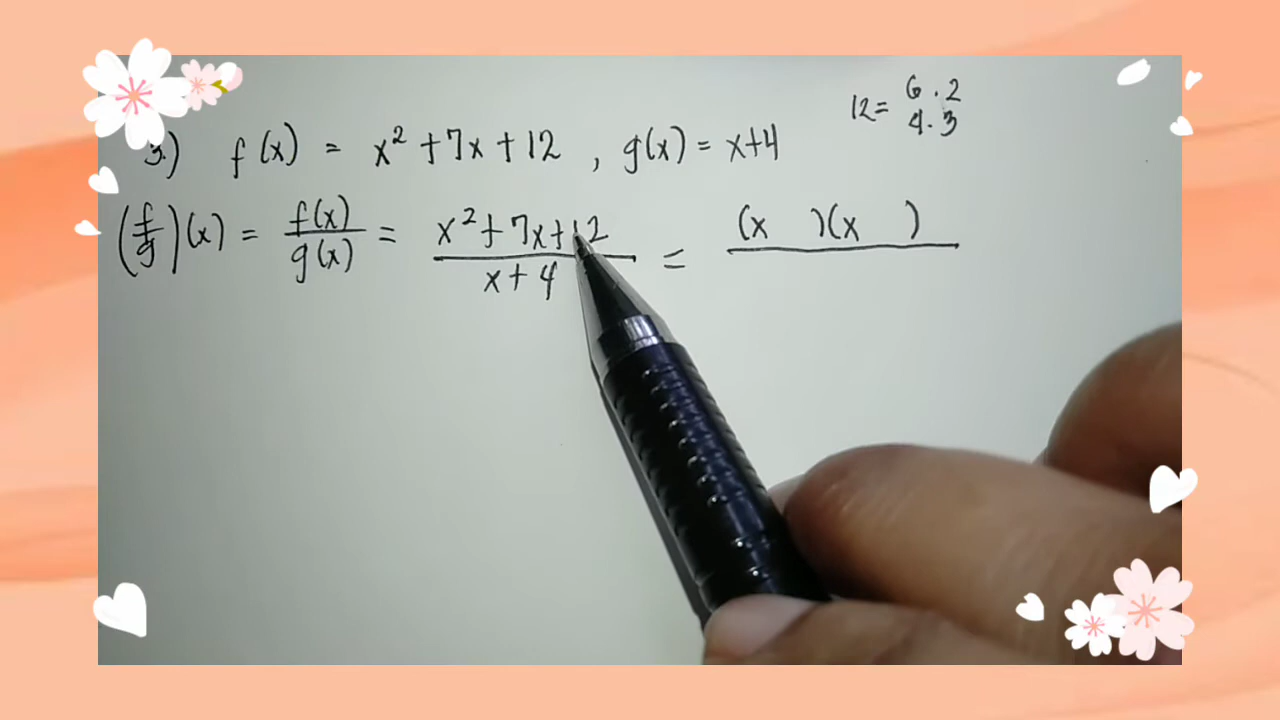 12 = 6 . 2
4 . 3
3.) f(x) = x² + 7x + 12 , g(x) = x+4
(f/g)(x) = f(x)/g(x) = x² + 7x + 12 / x + 4 = (x )(x )